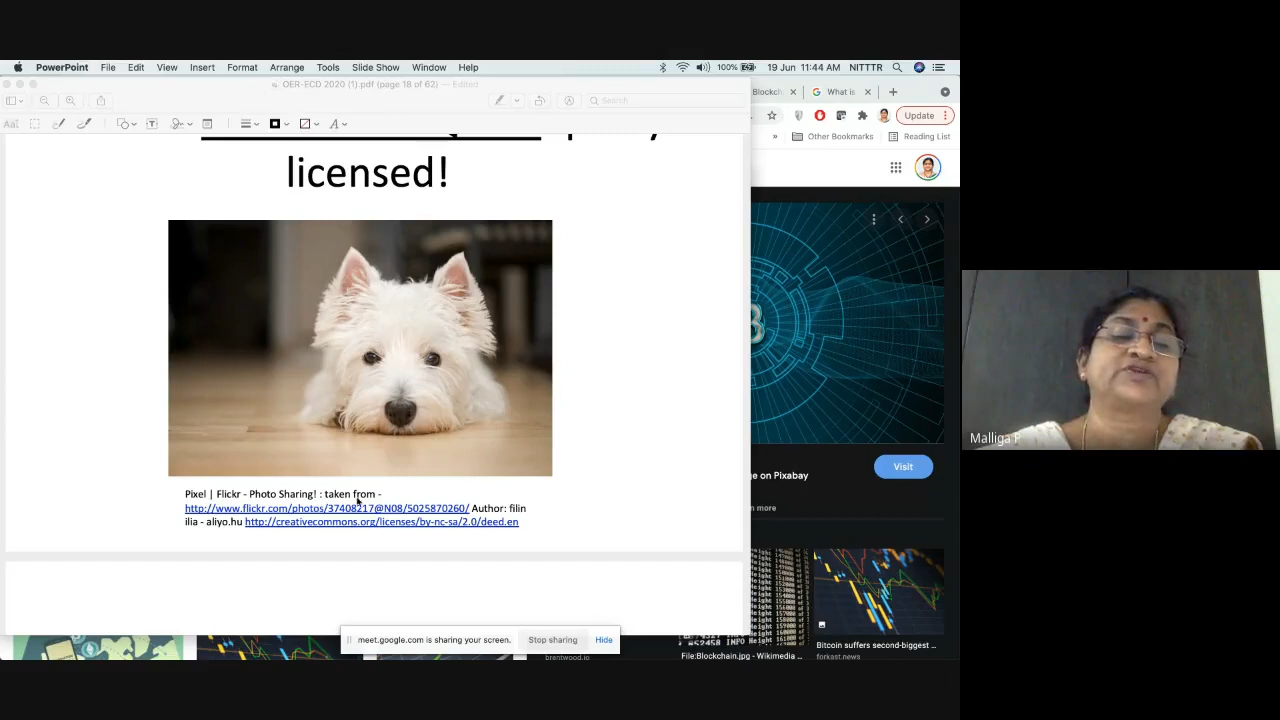 PowerPoint File Edit View Insert Format Arrange Tools Slide Show Window Help 100% 19 Jun 11:44 AM NITTTR
OER-ECD 2020 (1).pdf (page 18 of 62) — Edited
Search
Blockch
What is
Update
Other Bookmarks
Reading List
licensed!
Pixel | Flickr - Photo Sharing! : taken from -
http://www.flickr.com/photos/37408217@N08/5025870260/ Author: filin
ilia - aliyo.hu http://creativecommons.org/licenses/by-nc-sa/2.0/deed.en
e on Pixabay
Visit
n more
meet.google.com is sharing your screen.
Stop sharing
Hide
brentwood.io
File:Blockchain.jpg - Wikimedia ...
Bitcoin suffers second-biggest ...
forkast.news
Malliga P